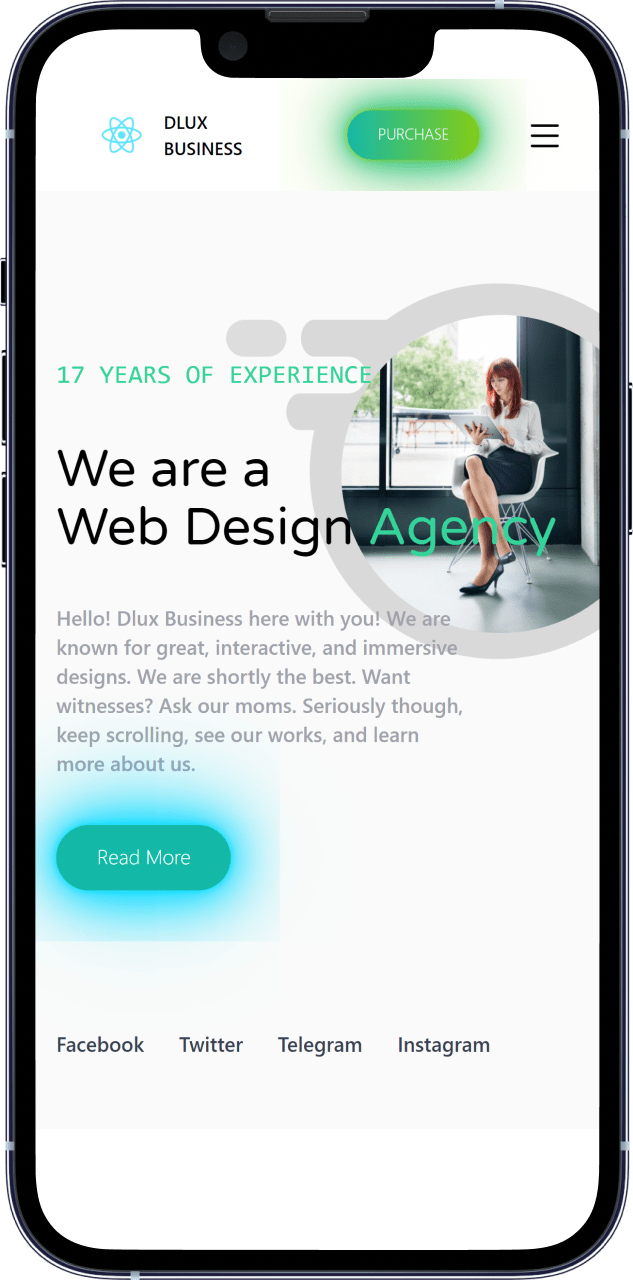 DLUX
BUSINESS
PURCHASE
17 YEARS OF EXPERIENCE
We are a
Web Design Agency
Hello! Dlux Business here with you! We are
known for great, interactive, and immersive
designs. We are shortly the best. Want
witnesses? Ask our moms. Seriously though,
keep scrolling, see our works, and learn
more about us.
Read More
Facebook Twitter Telegram Instagram